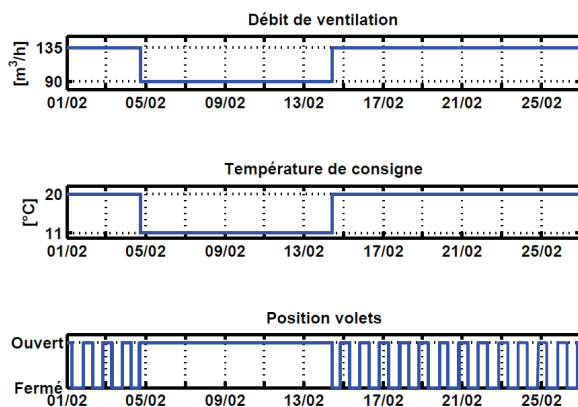 Débit de ventilation
[m³/h]
135
90
01/02 05/02 09/02 13/02 17/02 21/02 25/02
Température de consigne
[°C]
20
11
01/02 05/02 09/02 13/02 17/02 21/02 25/02
Position volets
Ouvert
Fermé
01/02 05/02 09/02 13/02 17/02 21/02 25/02